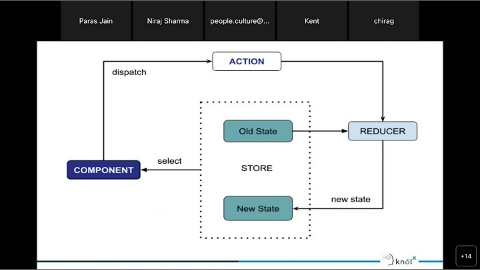 Paras Jain
Niraj Sharma
people.culture@...
Kent
chirag
ACTION
dispatch
Old State
REDUCER
select
STORE
COMPONENT
new state
New State
knolx
+14